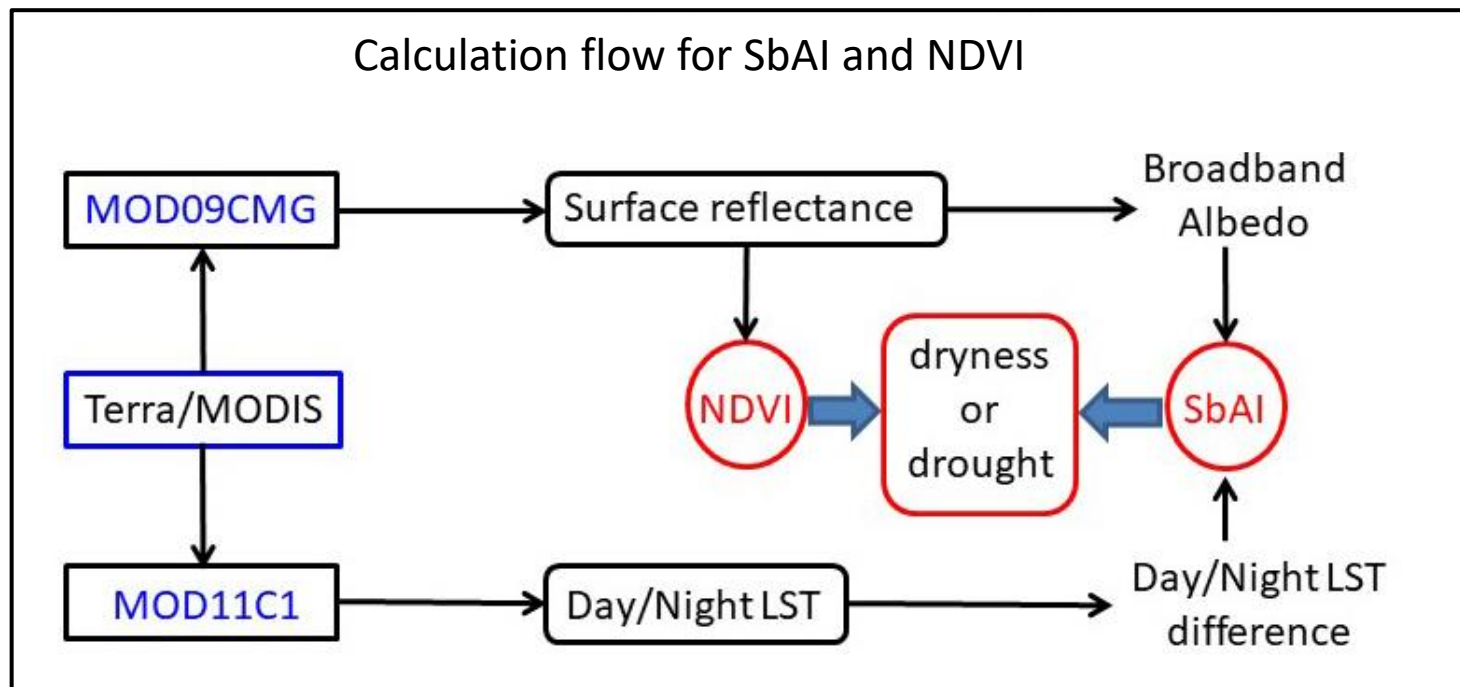 Calculation flow for SbAI and NDVI
MOD09CMG
Surface reflectance
Broadband
Albedo
Terra/MODIS
NDVI
dryness
or
drought
SbAI
MOD11C1
Day/Night LST
Day/Night LST
difference